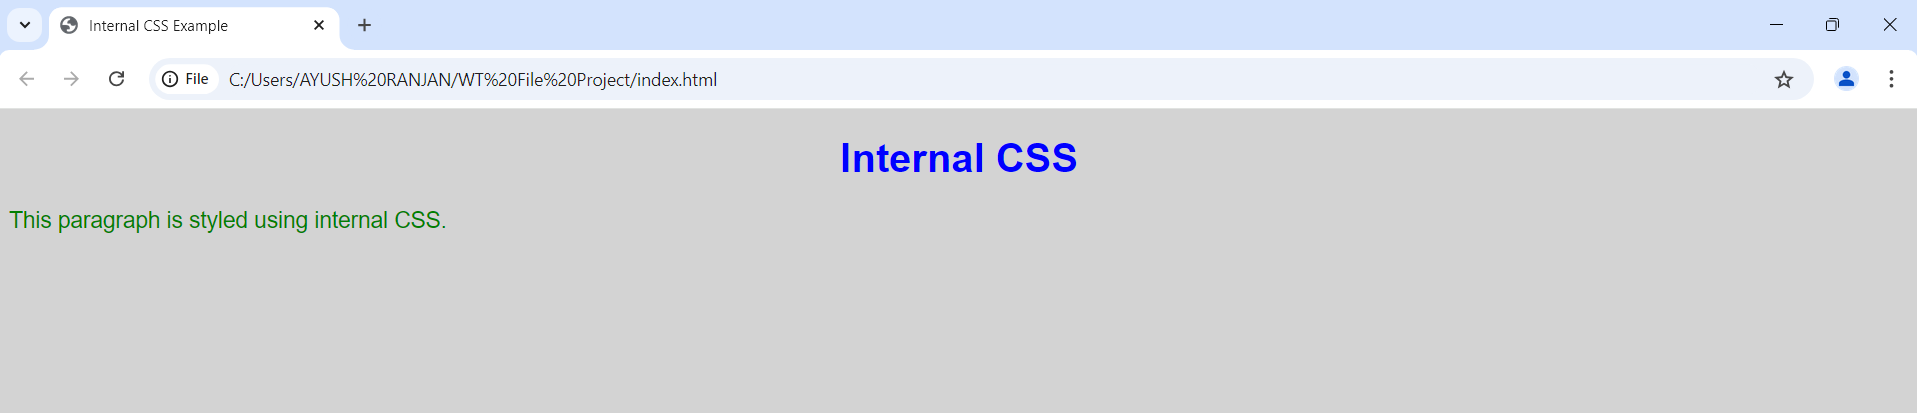 Internal CSS Example
File C:/Users/AYUSH%20RANJAN/WT%20File%20Project/index.html
Internal CSS
This paragraph is styled using internal CSS.